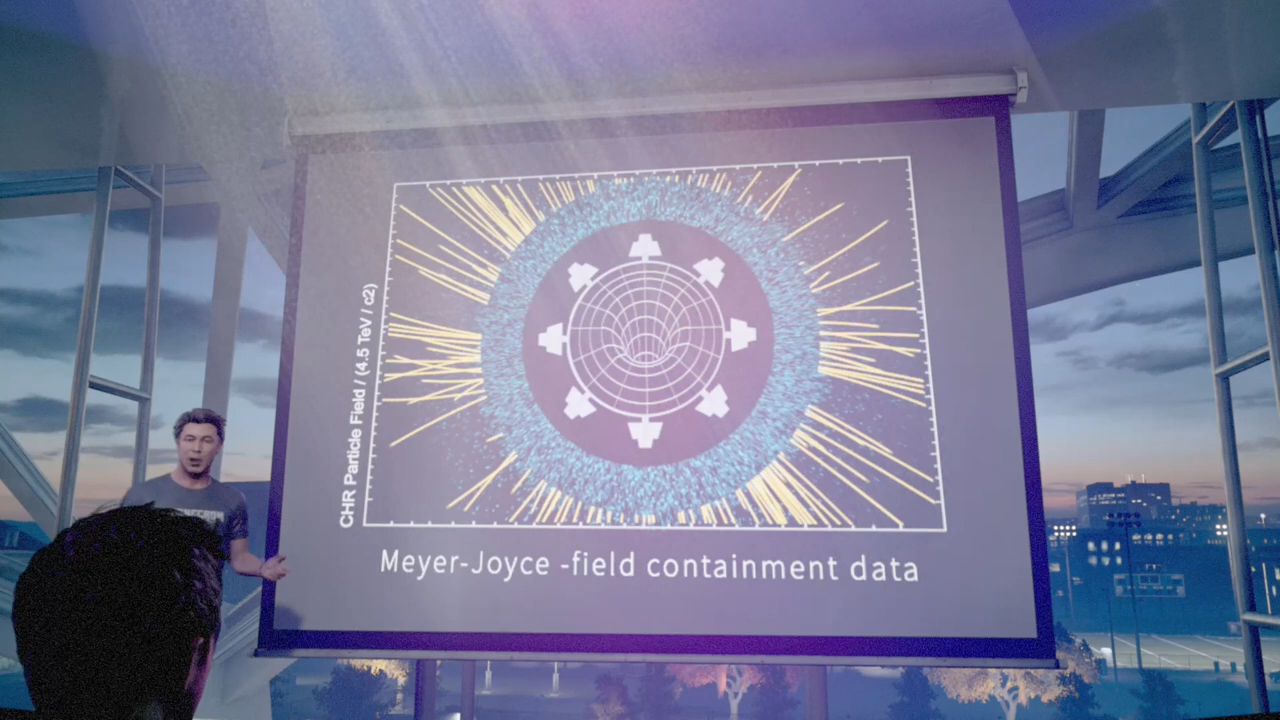 CHR Particle Field / (4.5 TeV / c2)
Meyer-Joyce -field containment data